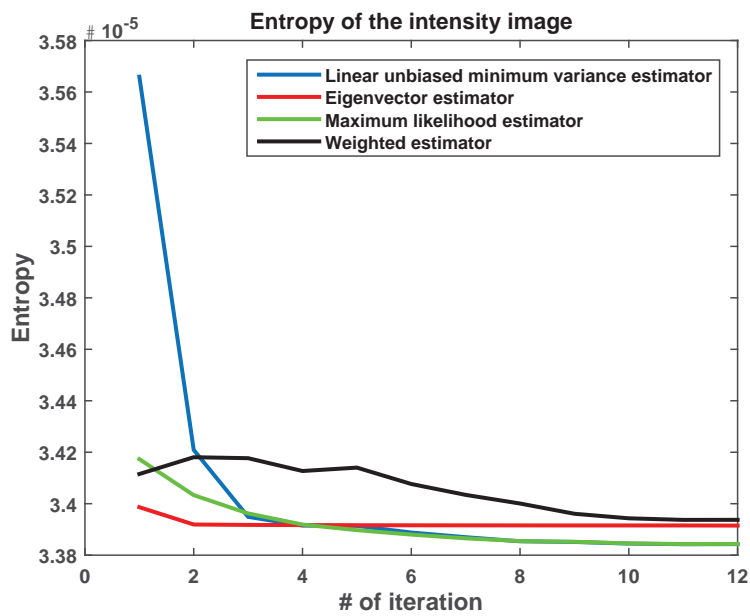 Entropy of the intensity image
# 10^-5
3.58
3.56
3.54
3.52
3.5
3.48
3.46
3.44
3.42
3.4
3.38
Entropy
Linear unbiased minimum variance estimator
Eigenvector estimator
Maximum likelihood estimator
Weighted estimator
0 2 4 6 8 10 12
# of iteration